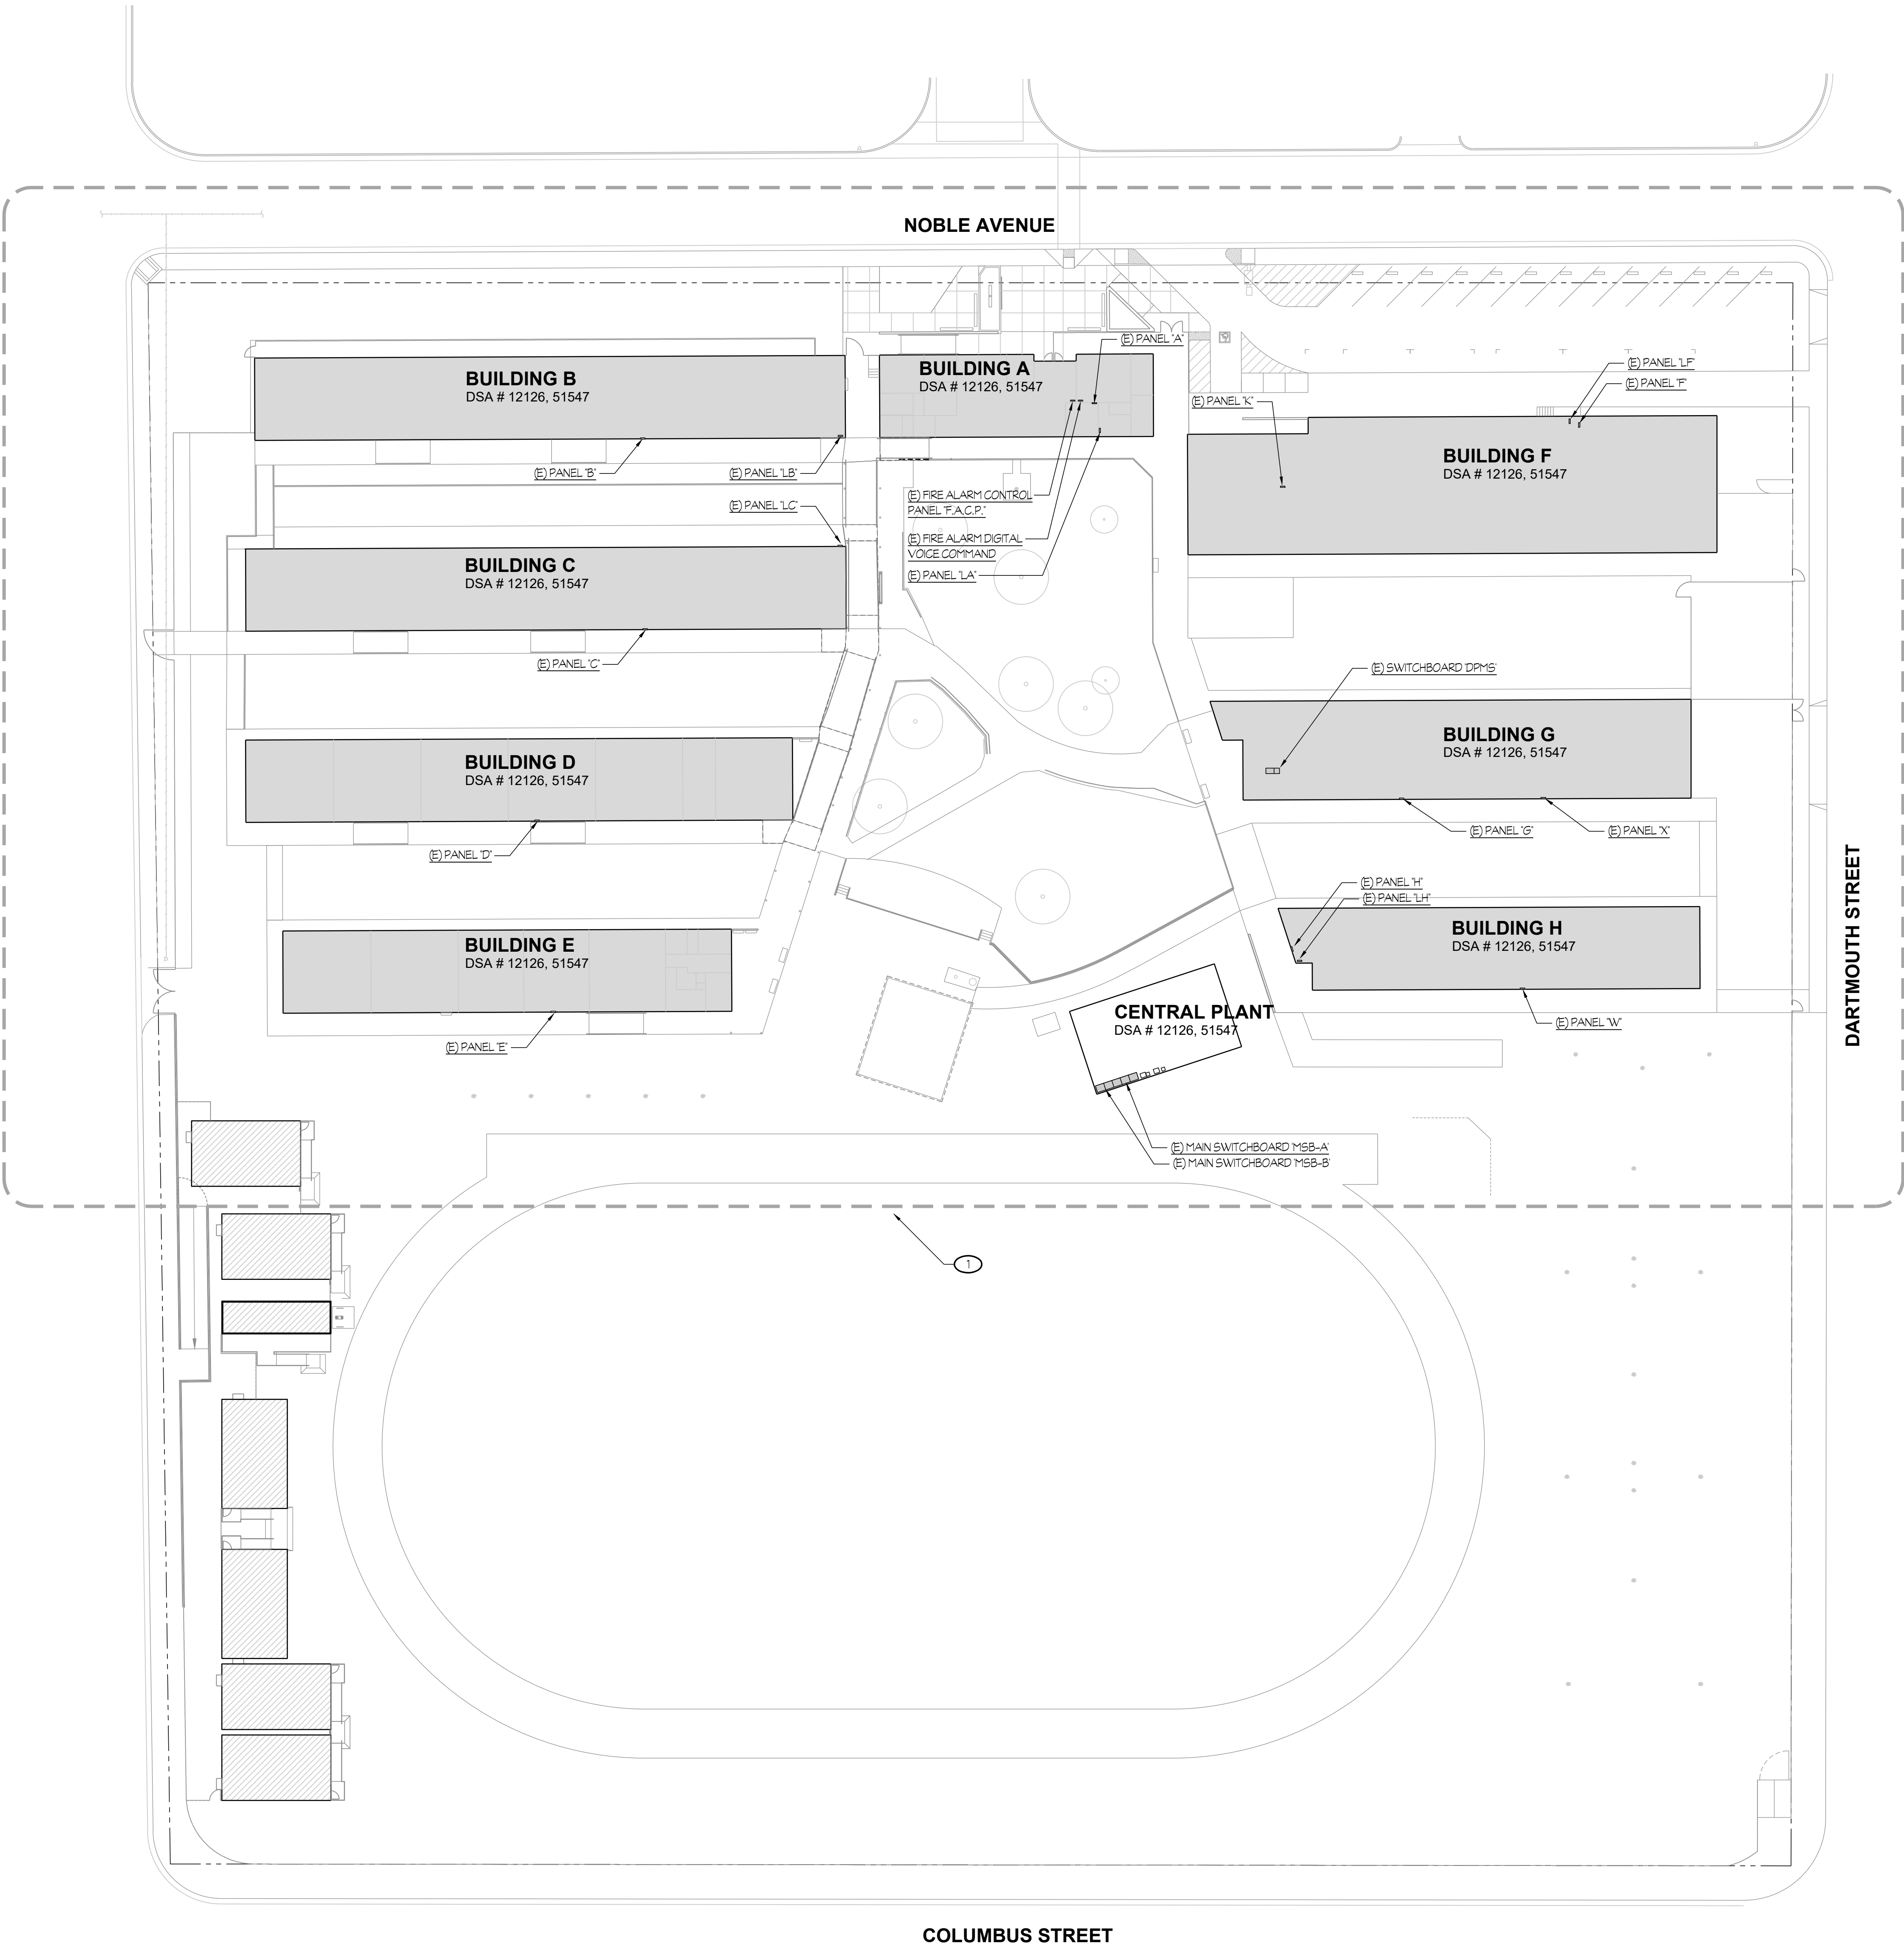 NOBLE AVENUE
(E) PANEL "A"
BUILDING B
DSA # 12126, 51547
BUILDING A
DSA # 12126, 51547
(E) PANEL "LF"
(E) PANEL "F"
(E) PANEL "K"
(E) PANEL "B"
(E) PANEL "LB"
BUILDING F
DSA # 12126, 51547
(E) PANEL "LC"
(E) FIRE ALARM CONTROL
PANEL "F.A.C.P."
(E) FIRE ALARM DIGITAL
VOICE COMMAND
(E) PANEL "LA"
BUILDING C
DSA # 12126, 51547
(E) PANEL "C"
(E) SWITCHBOARD 'DPMS'
BUILDING D
DSA # 12126, 51547
BUILDING G
DSA # 12126, 51547
(E) PANEL "G"
(E) PANEL "X"
(E) PANEL "D"
(E) PANEL "H"
(E) PANEL "LH"
BUILDING E
DSA # 12126, 51547
BUILDING H
DSA # 12126, 51547
DARTMOUTH STREET
CENTRAL PLANT
DSA # 12126, 51547
(E) PANEL "W"
(E) PANEL "E"
(E) MAIN SWITCHBOARD 'MSB-A'
(E) MAIN SWITCHBOARD 'MSB-B'
1
COLUMBUS STREET